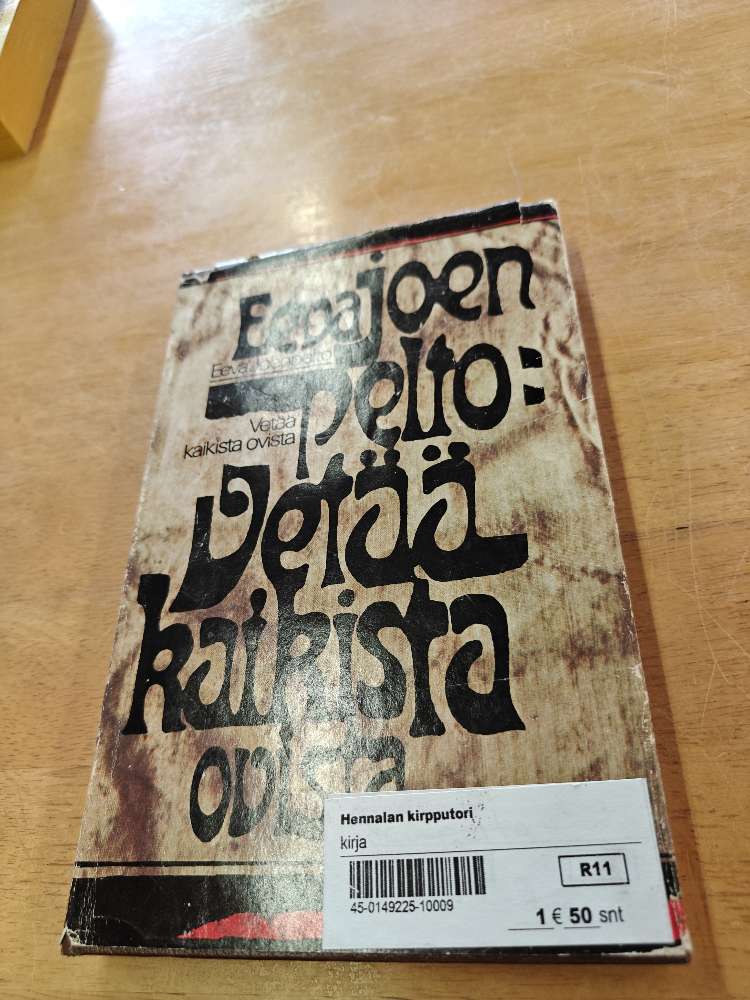 Eevajoen
Eeva Joenpelto
pelto:
Vetää
kaikista ovista
Vetää
kaikista
ovista
Hennalan kirpputori
kirja
R11
45-0149225-10009
1 € 50 snt